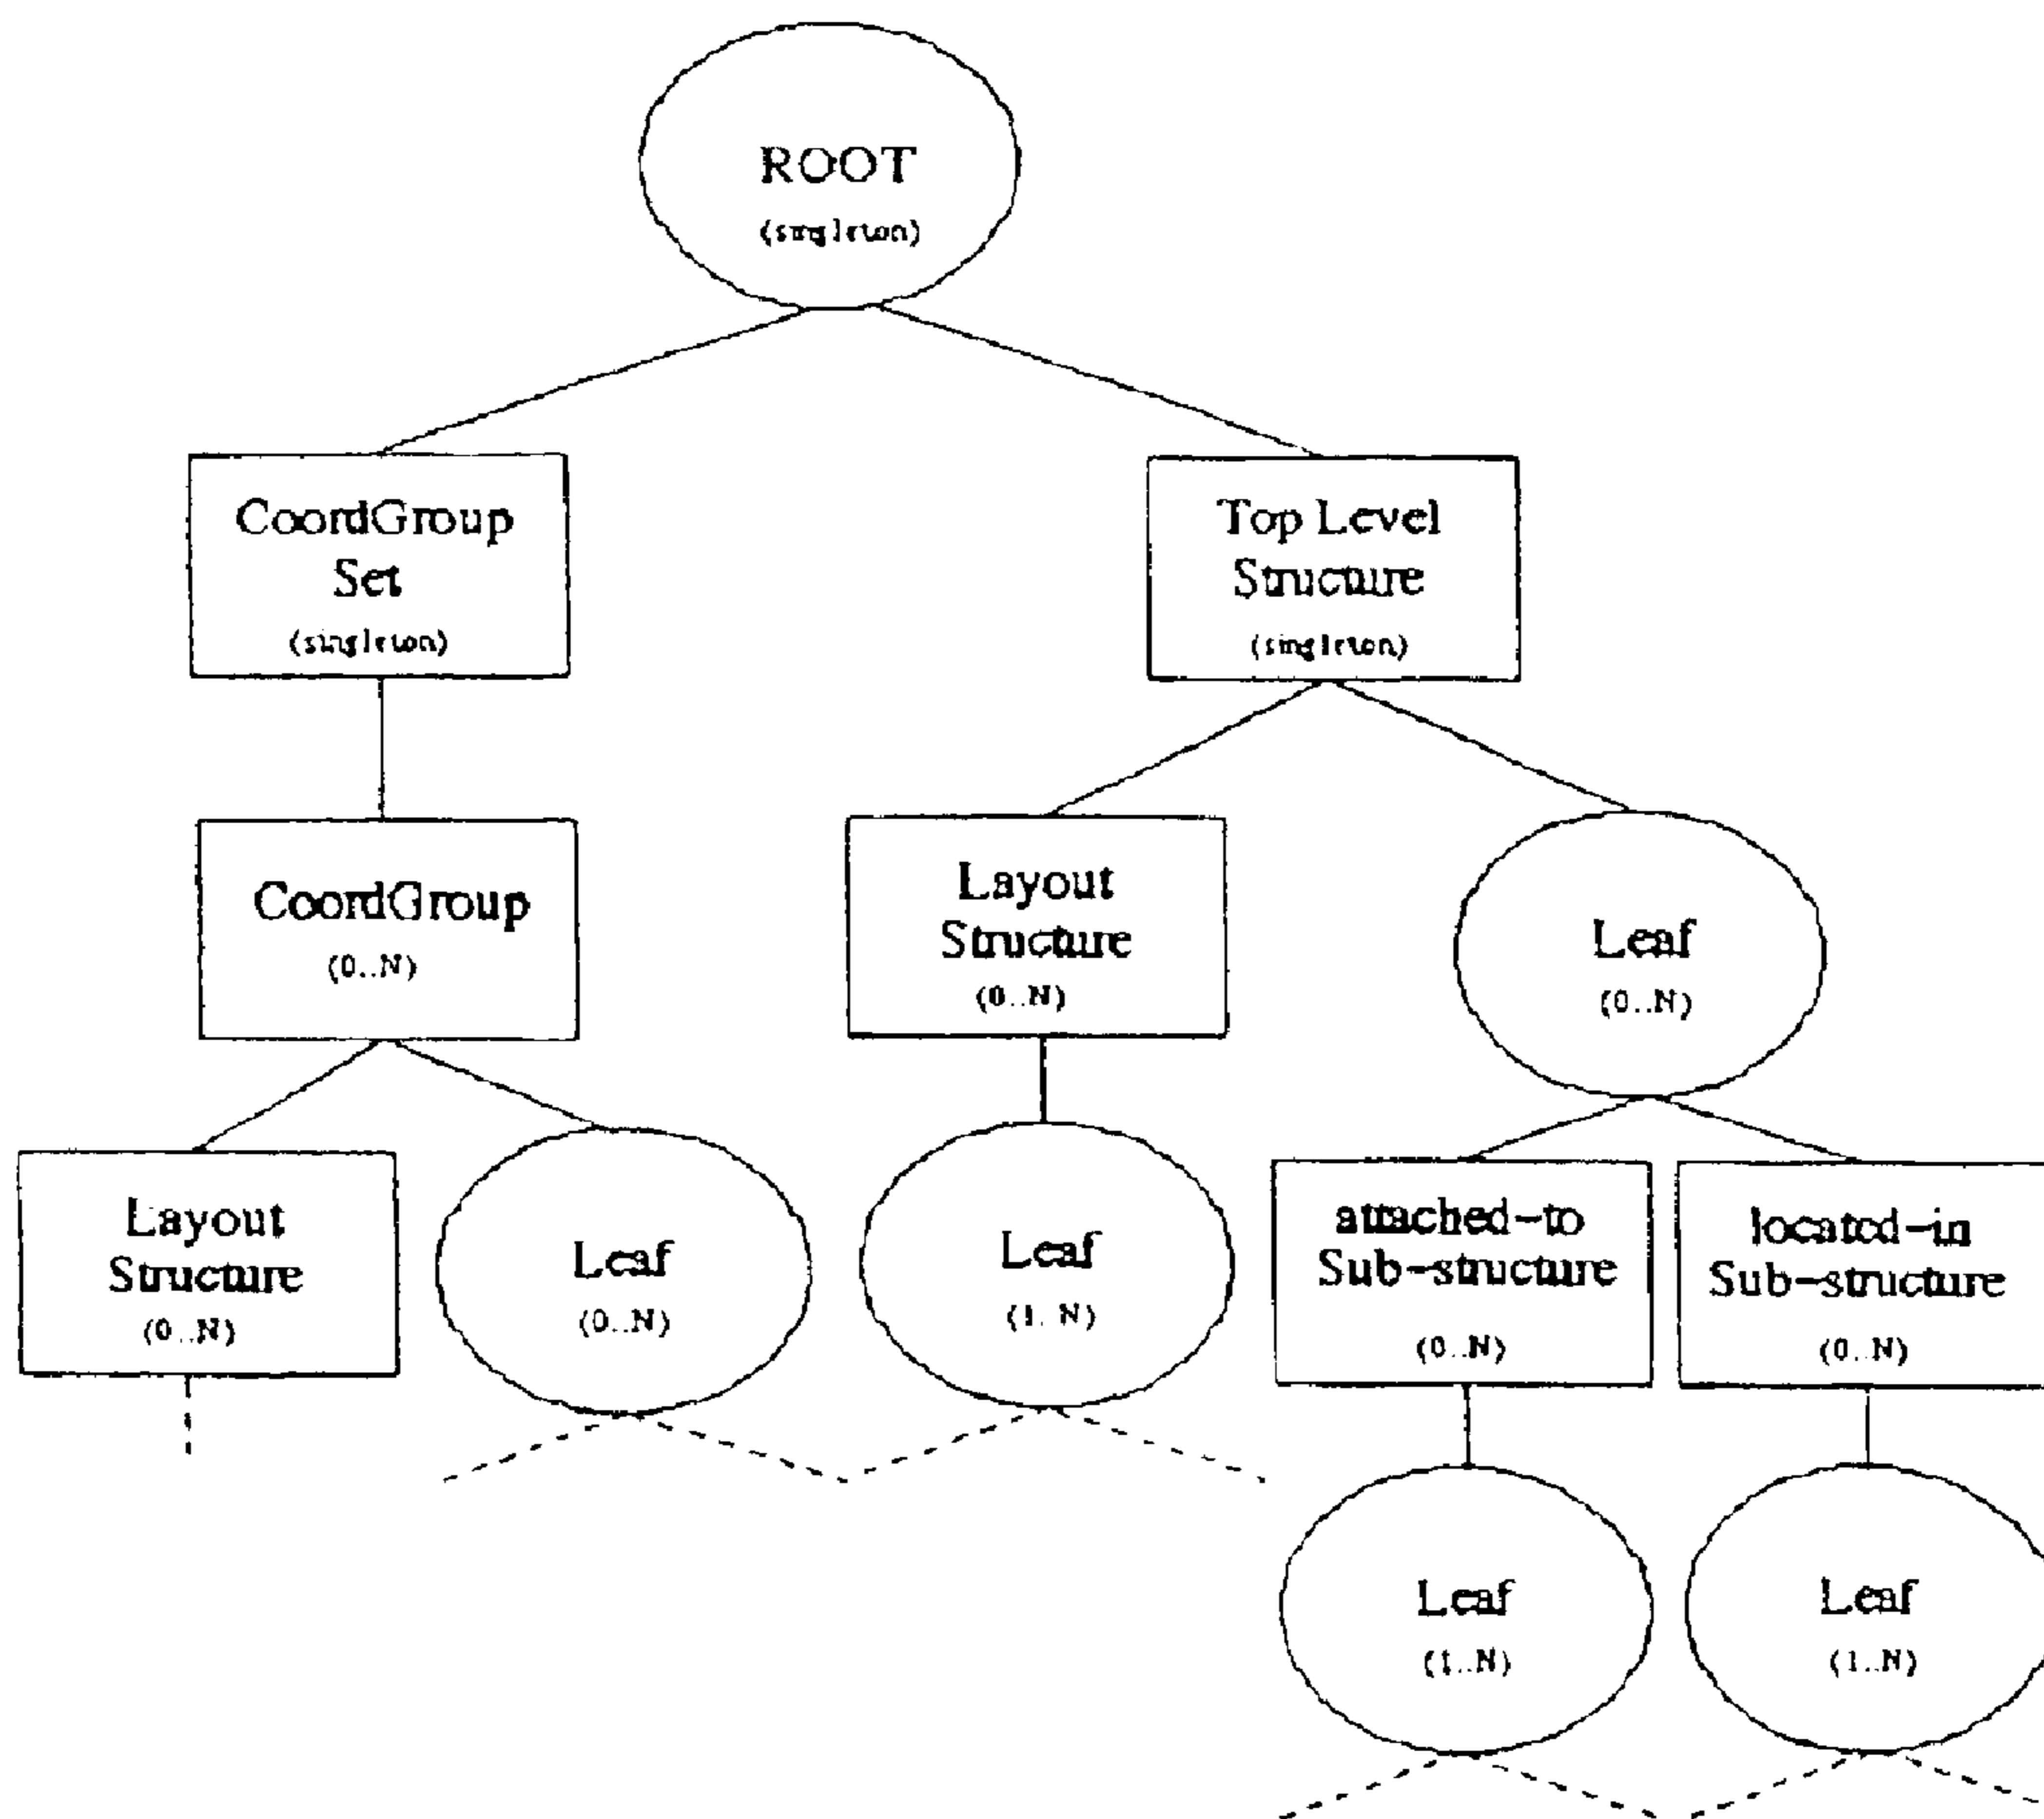 ROOT
(singleton)
CoordGroup
Set
(singleton)
Top Level
Structure
(singleton)
CoordGroup
(0..N)
Layout
Structure
(0..N)
Leaf
(0..N)
Layout
Structure
(0..N)
Leaf
(0..N)
Leaf
(1..N)
attached-to
Sub-structure
(0..N)
located-in
Sub-structure
(0..N)
Leaf
(1..N)
Leaf
(1..N)